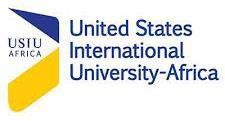 USIU
AFRICA
United States
International
University-Africa